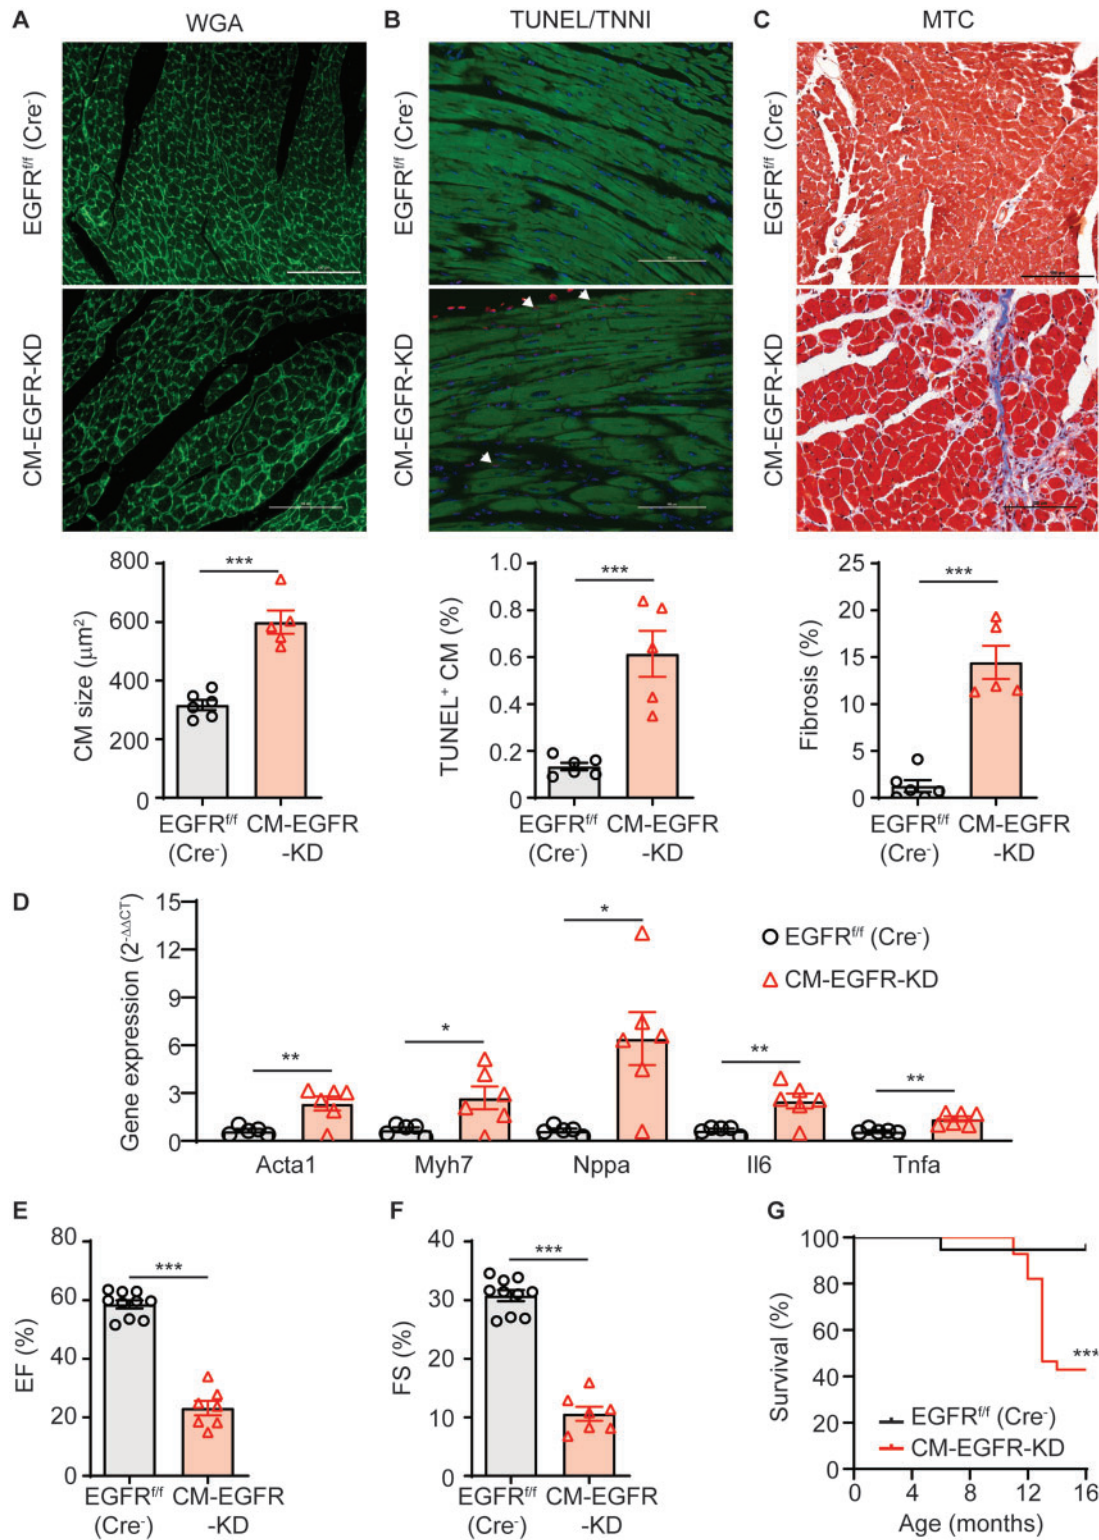 A
WGA
B
TUNEL/TNNI
C
MTC
EGFRf/f (Cre-)
EGFRf/f (Cre-)
EGFRf/f (Cre-)
CM-EGFR-KD
CM-EGFR-KD
CM-EGFR-KD
CM size (μm²)
800
600
400
200
0
***
EGFRf/f
(Cre-)
CM-EGFR
-KD
TUNEL+ CM (%)
1.0
0.8
0.6
0.4
0.2
0
***
EGFRf/f
(Cre-)
CM-EGFR
-KD
Fibrosis (%)
25
20
15
10
5
0
***
EGFRf/f
(Cre-)
CM-EGFR
-KD
D
Gene expression (2-ΔΔCT)
15
12
9
6
3
0
**
*
*
**
**
EGFRf/f (Cre-)
CM-EGFR-KD
Acta1
Myh7
Nppa
Il6
Tnfa
E
EF (%)
80
60
40
20
0
***
EGFRf/f
(Cre-)
CM-EGFR
-KD
F
FS (%)
40
30
20
10
0
***
EGFRf/f
(Cre-)
CM-EGFR
-KD
G
Survival (%)
100
80
60
40
20
0
***
EGFRf/f (Cre-)
CM-EGFR-KD
0
4
8
12
16
Age (months)